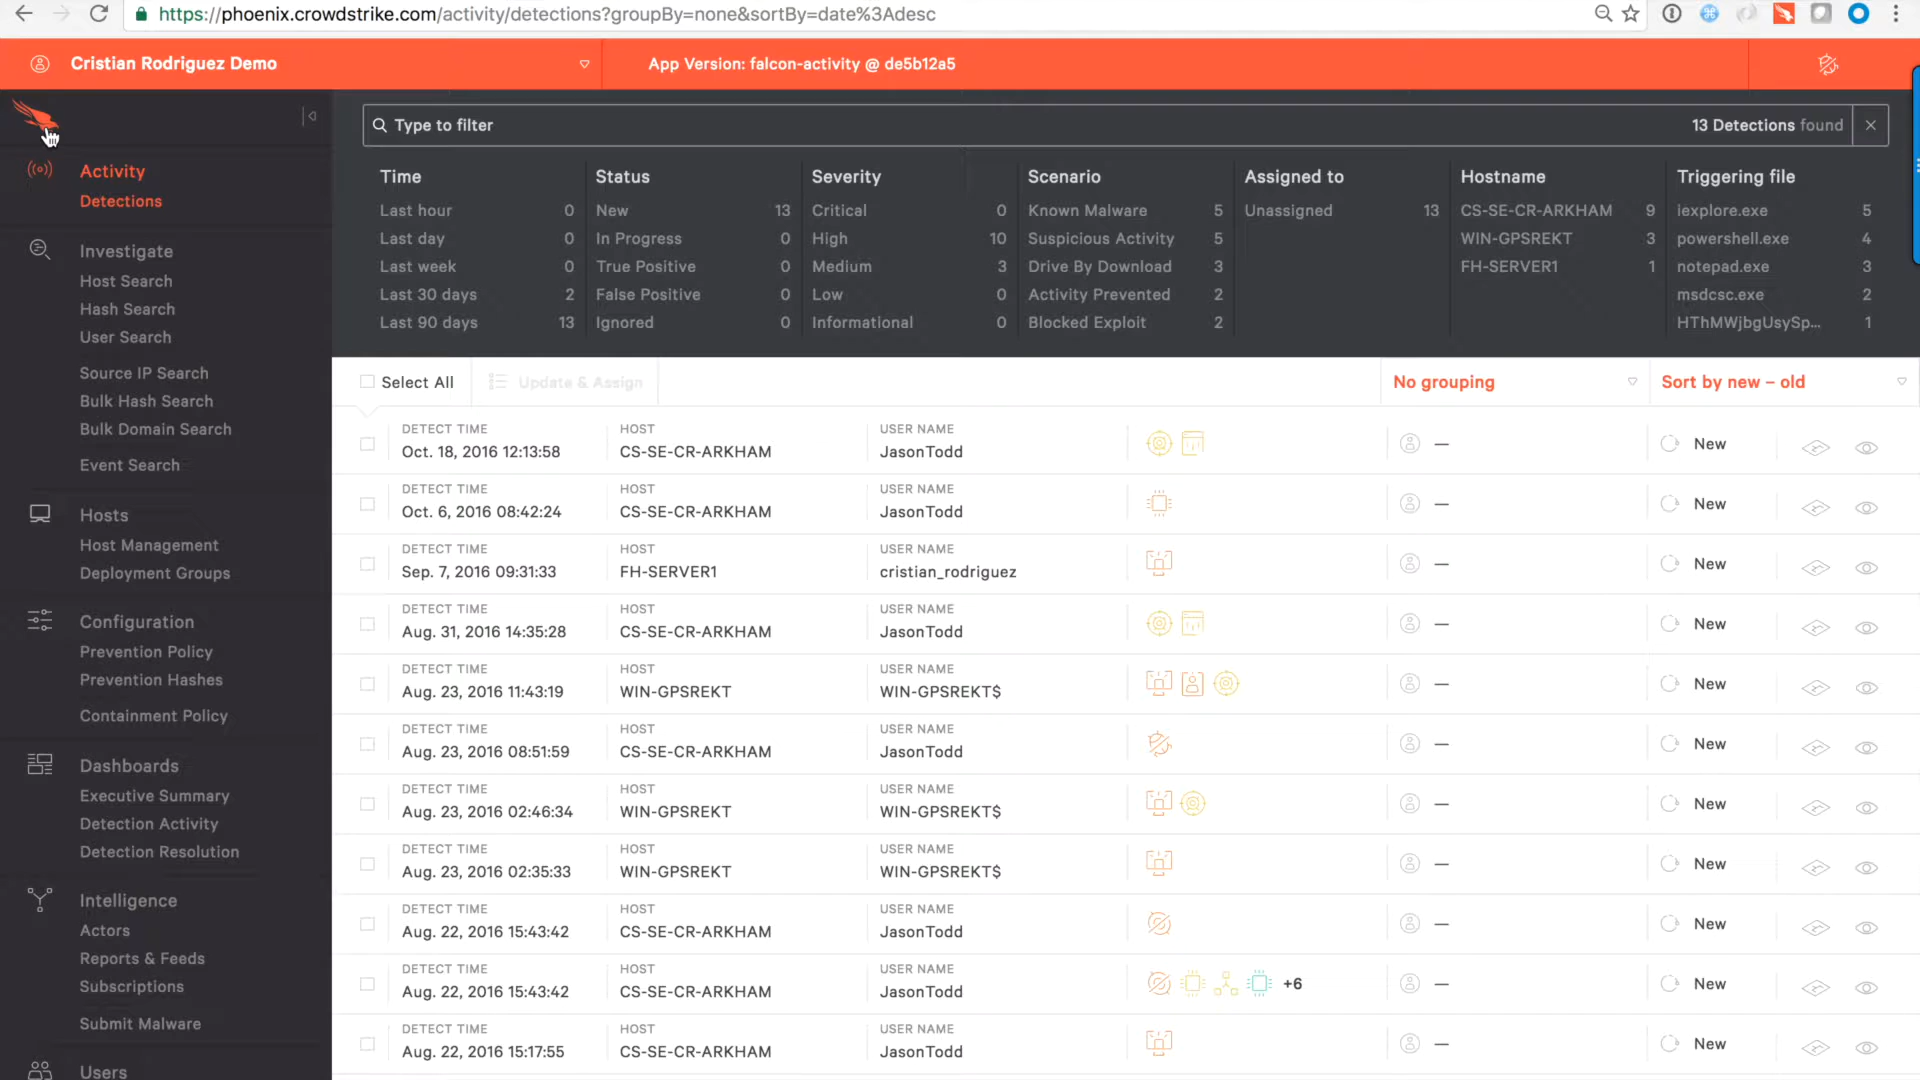 https://phoenix.crowdstrike.com/activity/detections?groupBy=none&sortBy=date%3Adesc
Cristian Rodriguez Demo
App Version: falcon-activity @ de5b12a5
Activity
Detections
Investigate
Host Search
Hash Search
User Search
Source IP Search
Bulk Hash Search
Bulk Domain Search
Event Search
Hosts
Host Management
Deployment Groups
Configuration
Prevention Policy
Prevention Hashes
Containment Policy
Dashboards
Executive Summary
Detection Activity
Detection Resolution
Intelligence
Actors
Reports & Feeds
Subscriptions
Submit Malware
Users
Type to filter
13 Detections found
Time
Last hour 0
Last day 0
Last week 0
Last 30 days 2
Last 90 days 13
Status
New 13
In Progress 0
True Positive 0
False Positive 0
Ignored 0
Severity
Critical 0
High 10
Medium 3
Low 0
Informational 0
Scenario
Known Malware 5
Suspicious Activity 5
Drive By Download 3
Activity Prevented 2
Blocked Exploit 2
Assigned to
Unassigned 13
Hostname
CS-SE-CR-ARKHAM 9
WIN-GPSREKT 3
FH-SERVER1 1
Triggering file
iexplore.exe 5
powershell.exe 4
notepad.exe 3
msdcsc.exe 2
HThMWjbgUsySp... 1
Select All
Update & Assign
No grouping
Sort by new – old
DETECT TIME HOST USER NAME
Oct. 18, 2016 12:13:58 CS-SE-CR-ARKHAM JasonTodd — New
DETECT TIME HOST USER NAME
Oct. 6, 2016 08:42:24 CS-SE-CR-ARKHAM JasonTodd — New
DETECT TIME HOST USER NAME
Sep. 7, 2016 09:31:33 FH-SERVER1 cristian_rodriguez — New
DETECT TIME HOST USER NAME
Aug. 31, 2016 14:35:28 CS-SE-CR-ARKHAM JasonTodd — New
DETECT TIME HOST USER NAME
Aug. 23, 2016 11:43:19 WIN-GPSREKT WIN-GPSREKT$ — New
DETECT TIME HOST USER NAME
Aug. 23, 2016 08:51:59 CS-SE-CR-ARKHAM JasonTodd — New
DETECT TIME HOST USER NAME
Aug. 23, 2016 02:46:34 WIN-GPSREKT WIN-GPSREKT$ — New
DETECT TIME HOST USER NAME
Aug. 23, 2016 02:35:33 WIN-GPSREKT WIN-GPSREKT$ — New
DETECT TIME HOST USER NAME
Aug. 22, 2016 15:43:42 CS-SE-CR-ARKHAM JasonTodd — New
DETECT TIME HOST USER NAME
Aug. 22, 2016 15:43:42 CS-SE-CR-ARKHAM JasonTodd +6 — New
DETECT TIME HOST USER NAME
Aug. 22, 2016 15:17:55 CS-SE-CR-ARKHAM JasonTodd — New